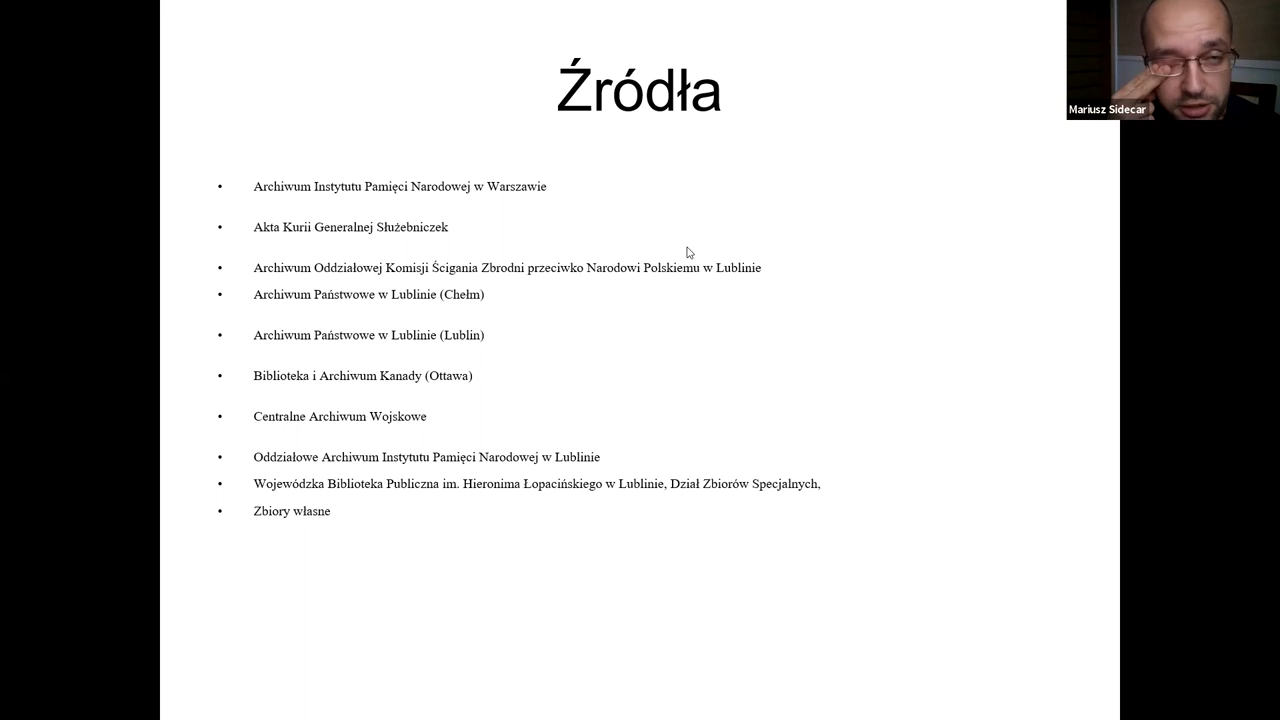 Źródła
Mariusz Sidecar
• Archiwum Instytutu Pamięci Narodowej w Warszawie
• Akta Kurii Generalnej Służebniczek
• Archiwum Oddziałowej Komisji Ścigania Zbrodni przeciwko Narodowi Polskiemu w Lublinie
• Archiwum Państwowe w Lublinie (Chełm)
• Archiwum Państwowe w Lublinie (Lublin)
• Biblioteka i Archiwum Kanady (Ottawa)
• Centralne Archiwum Wojskowe
• Oddziałowe Archiwum Instytutu Pamięci Narodowej w Lublinie
• Wojewódzka Biblioteka Publiczna im. Hieronima Łopacińskiego w Lublinie, Dział Zbiorów Specjalnych,
• Zbiory własne